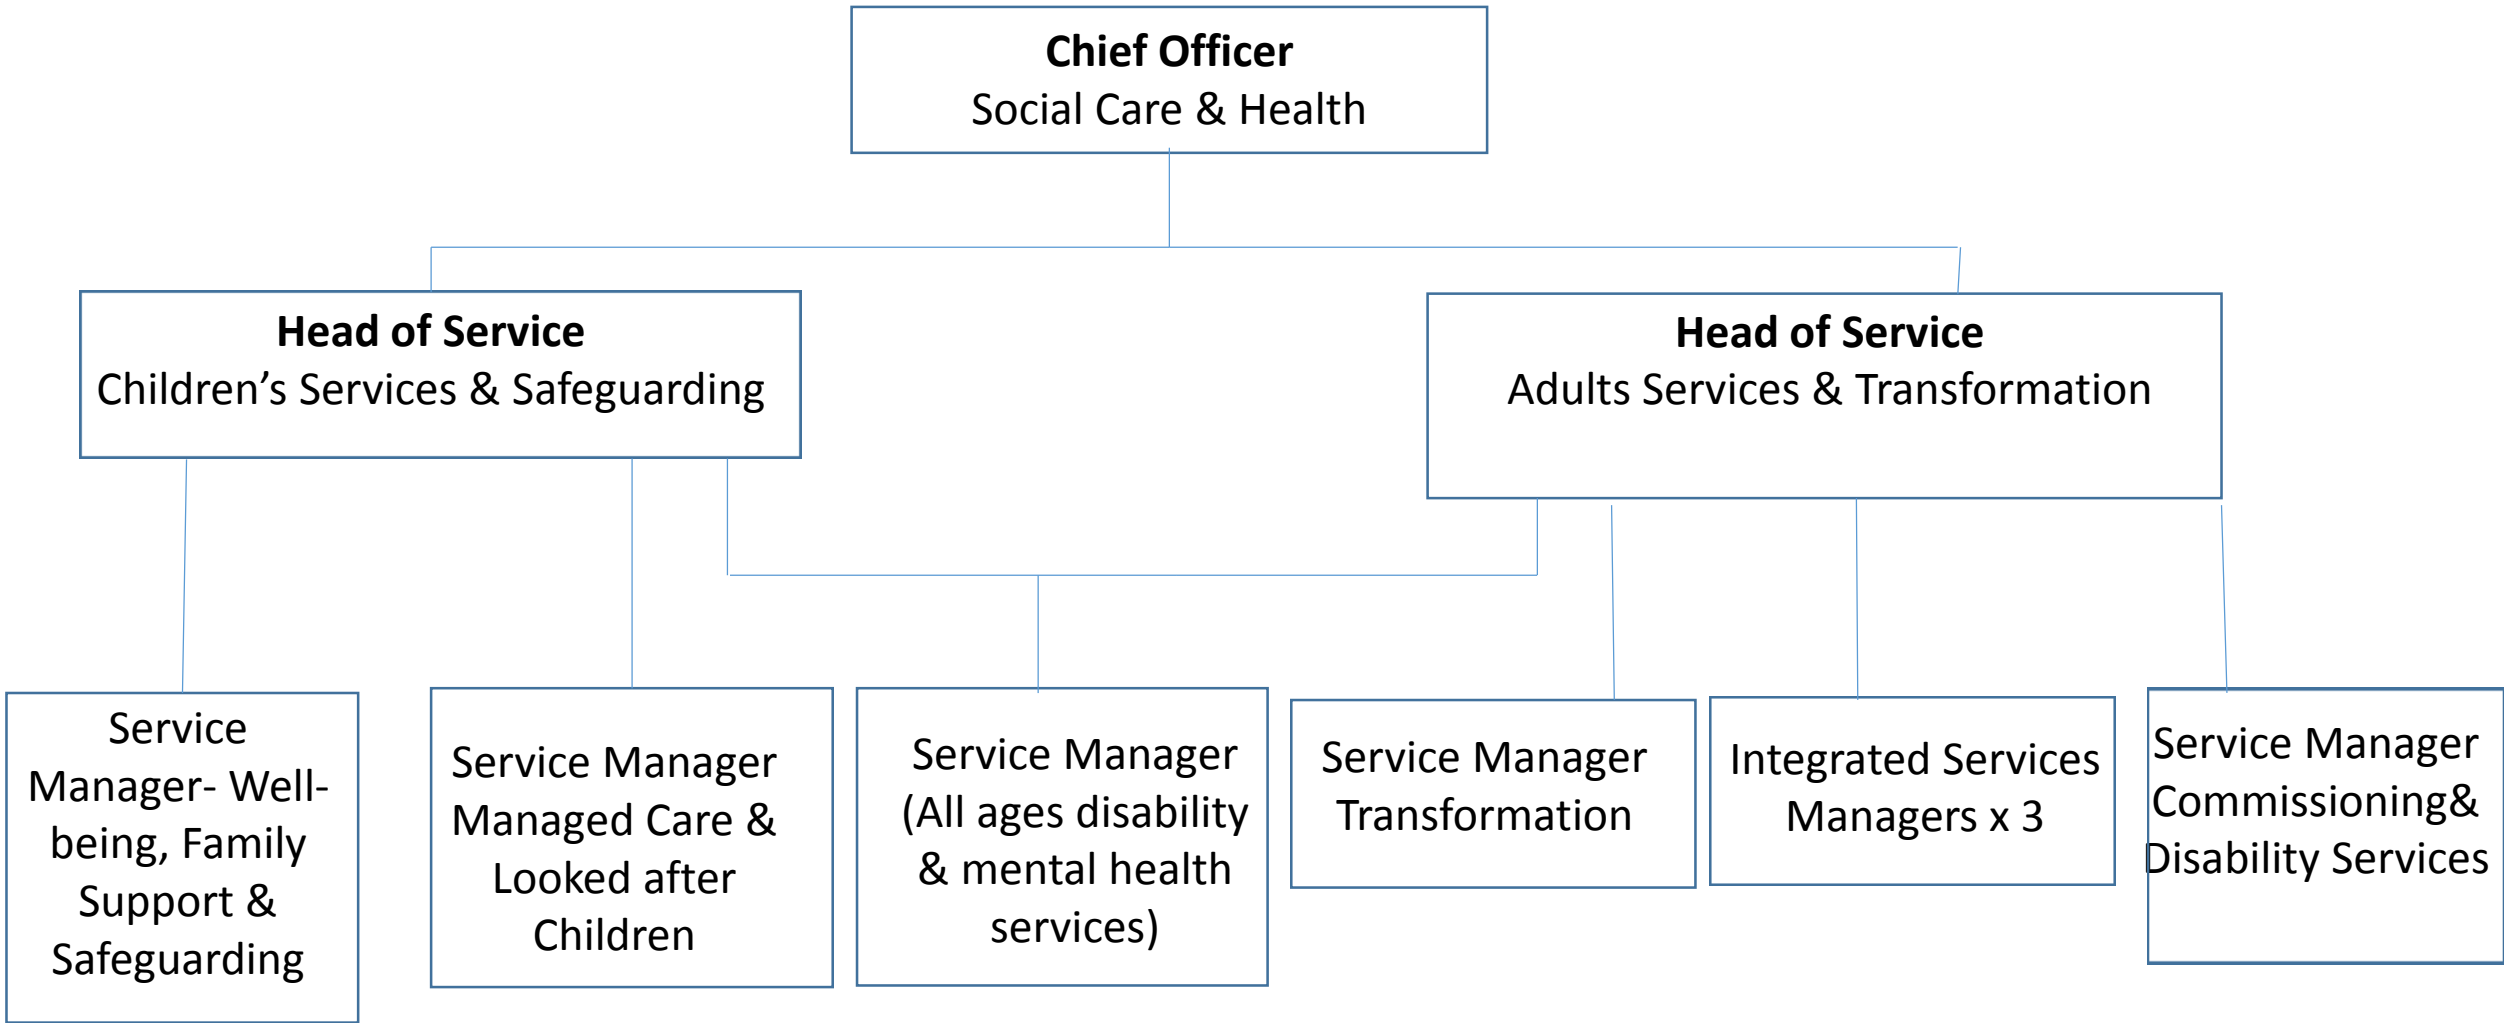 Chief Officer
Social Care & Health
Head of Service
Children’s Services & Safeguarding
Head of Service
Adults Services & Transformation
Service
Manager- Well-
being, Family
Support &
Safeguarding
Service Manager
Managed Care &
Looked after
Children
Service Manager
(All ages disability
& mental health
services)
Service Manager
Transformation
Integrated Services
Managers x 3
Service Manager
Commissioning&
Disability Services